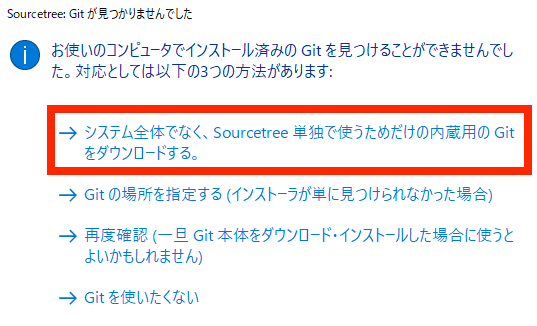 Sourcetree: Git が見つかりませんでした
お使いのコンピュータでインストール済みの Git を見つけることができませんでし
た。対応としては以下の3つの方法があります:
システム全体でなく、Sourcetree 単独で使うためだけの内蔵用の Git
をダウンロードする。
Git の場所を指定する (インストーラが単に見つけられなかった場合)
再度確認 (一旦 Git 本体をダウンロード・インストールした場合に使うと
よいかもしれません)
Git を使いたくない